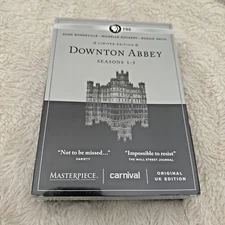 PBS
HUGH BONNEVILLE · MICHELLE DOCKERY · MAGGIE SMITH
LIMITED EDITION
DOWNTON ABBEY
SEASONS 1-3
"Not to be missed..."
VARIETY
"Impossible to resist"
THE WALL STREET JOURNAL
MASTERPIECE.
carnival
ORIGINAL
UK EDITION